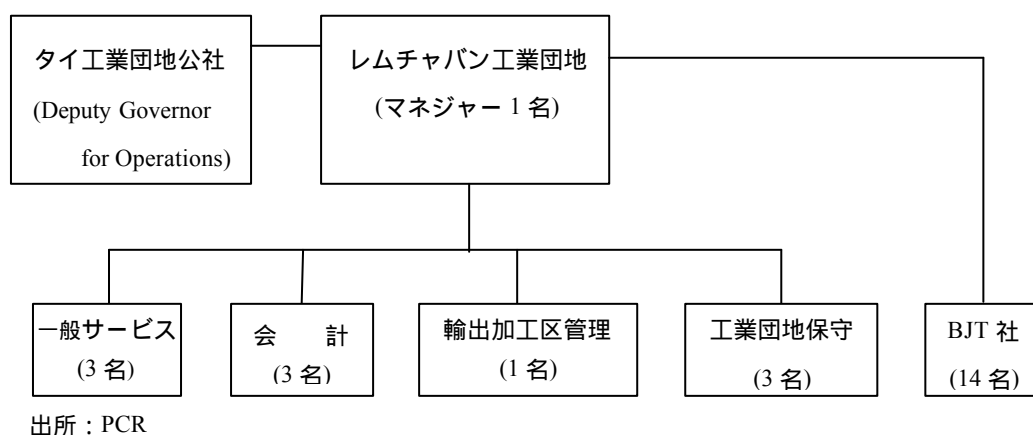 タイ工業団地公社
(Deputy Governor
for Operations)
レムチャバン工業団地
(マネジャー 1 名)
一般サービス
(3 名)
会　計
(3 名)
輸出加工区管理
(1 名)
工業団地保守
(3 名)
BJT 社
(14 名)
出所：PCR